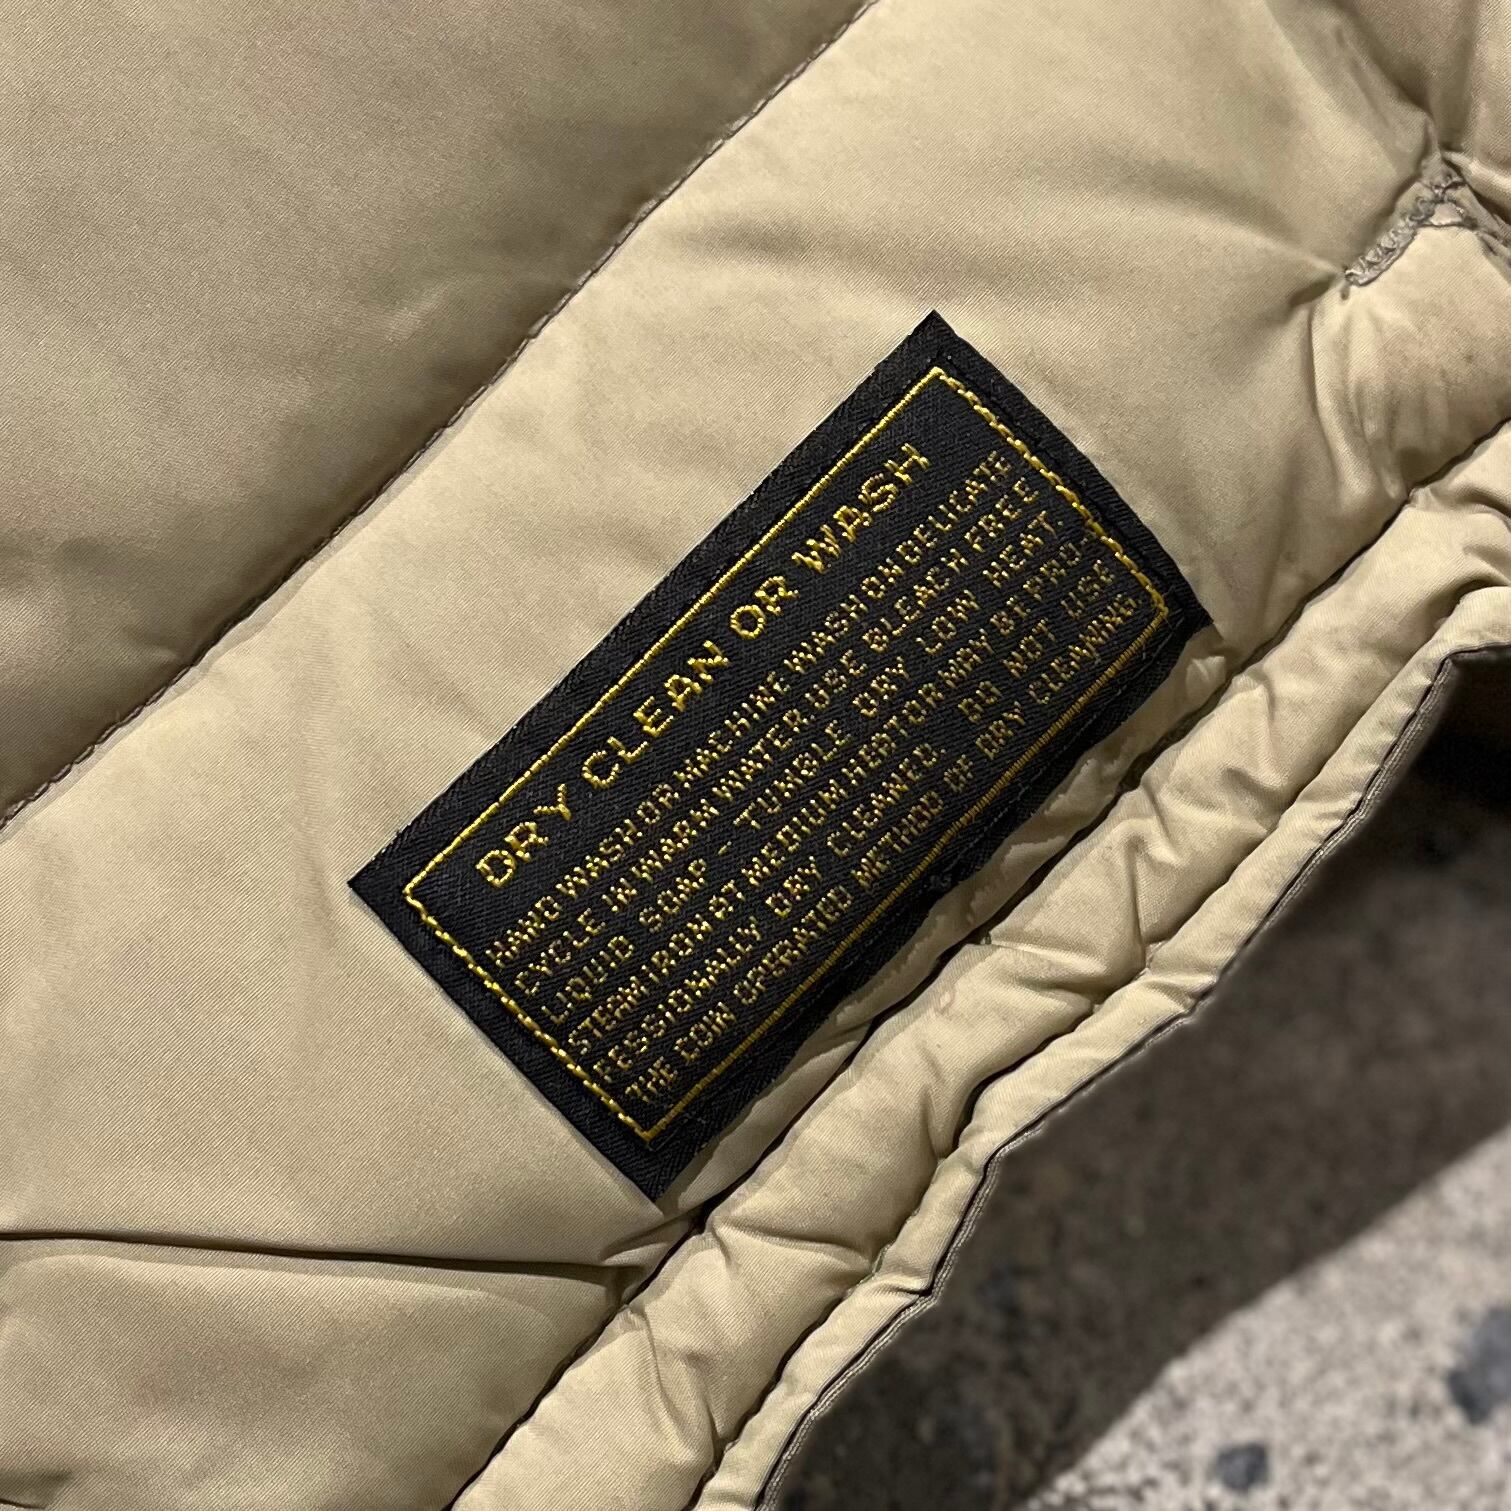 DRY CLEAN OR WASH
HAND WASH OR MACHINE WASH ON DELICATE
CYCLE IN WARM WATER USE BLEACH FREE
LIQUID SOAP - TUMBLE DRY LOW HEAT.
STEAM IRON AT MEDIUM HEAT OR MAY BE PRO-
FESSIONALLY DRY CLEANED. DO NOT USE
THE COIN OPERATED METHOD OF DRY CLEANING.